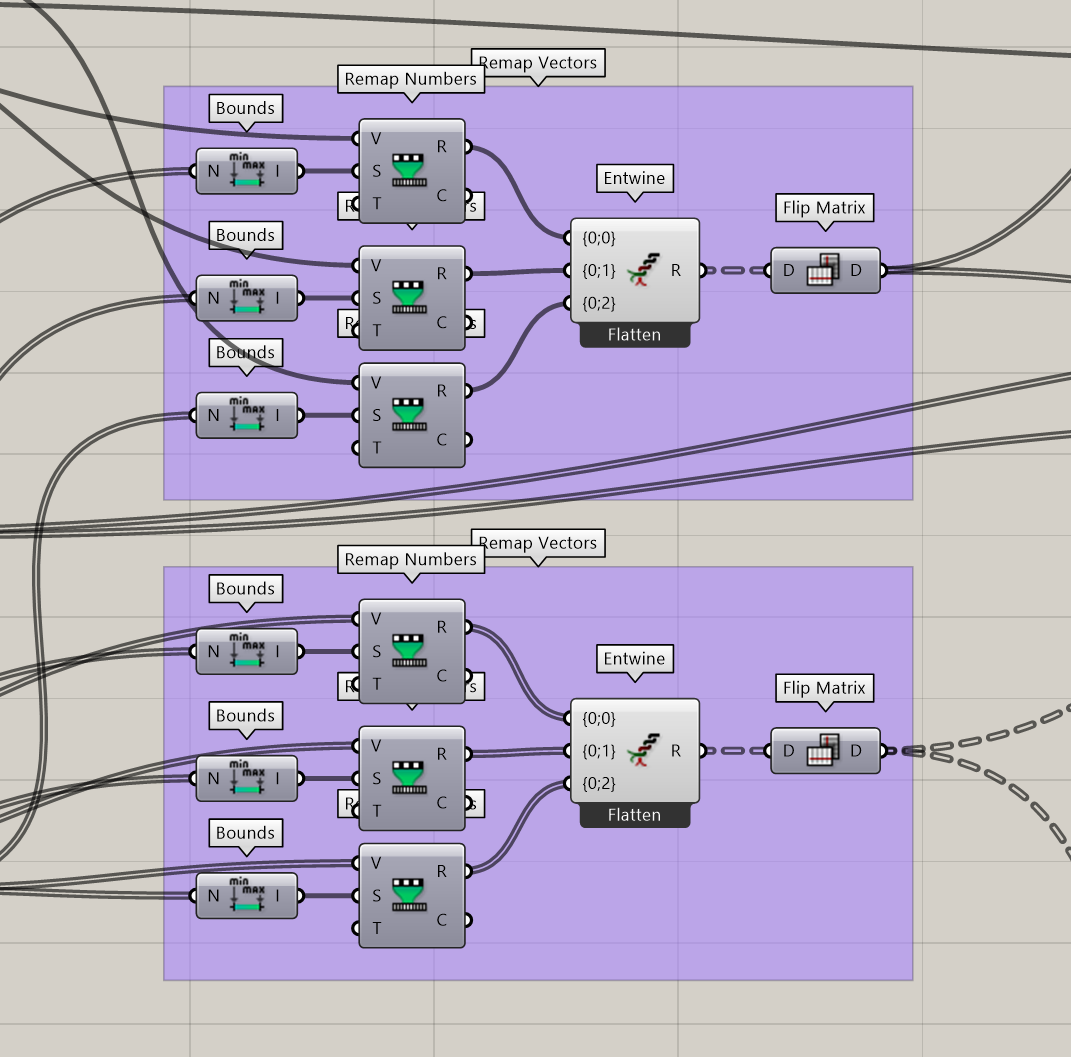 Remap Vectors
Remap Numbers
Bounds
min
max
N I
V
S
T
R
C
R s
Bounds
min
max
N I
V
S
T
R
C
R s
Bounds
min
max
N I
V
S
T
R
C
Entwine
{0;0}
{0;1}
{0;2}
R
Flatten
Flip Matrix
D D
Remap Vectors
Remap Numbers
Bounds
min
max
N I
V
S
T
R
C
R s
Bounds
min
max
N I
V
S
T
R
C
R s
Bounds
min
max
N I
V
S
T
R
C
Entwine
{0;0}
{0;1}
{0;2}
R
Flatten
Flip Matrix
D D